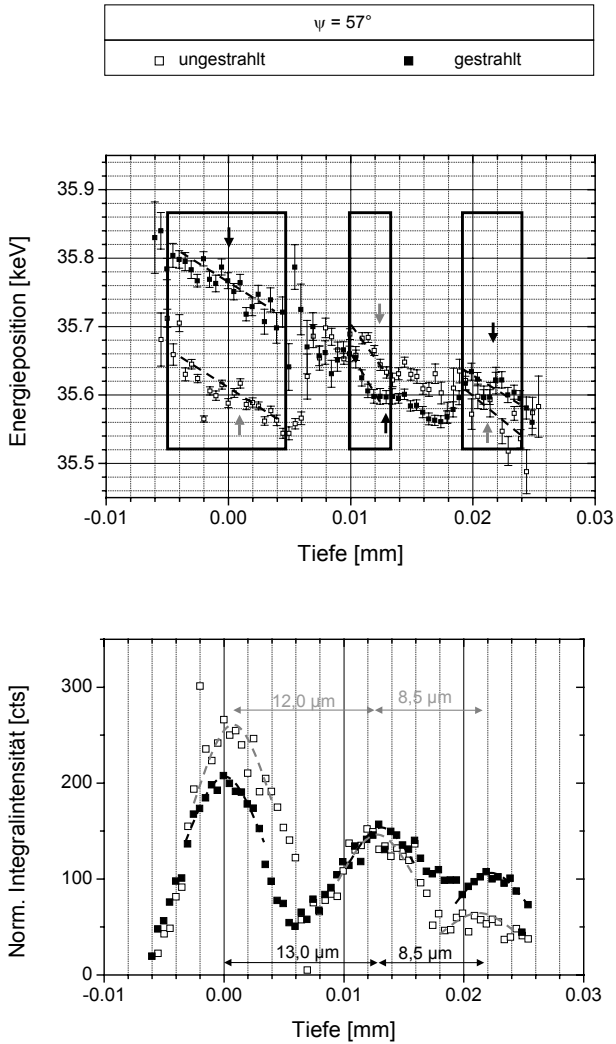 ψ = 57°
□ ungestrahlt ■ gestrahlt
35.9
35.8
35.7
35.6
35.5
Energieposition [keV]
-0.01 0.00 0.01 0.02 0.03
Tiefe [mm]
300
200
100
0
Norm. Integralintensität [cts]
12,0 µm 8,5 µm
13,0 µm 8,5 µm
-0.01 0.00 0.01 0.02 0.03
Tiefe [mm]